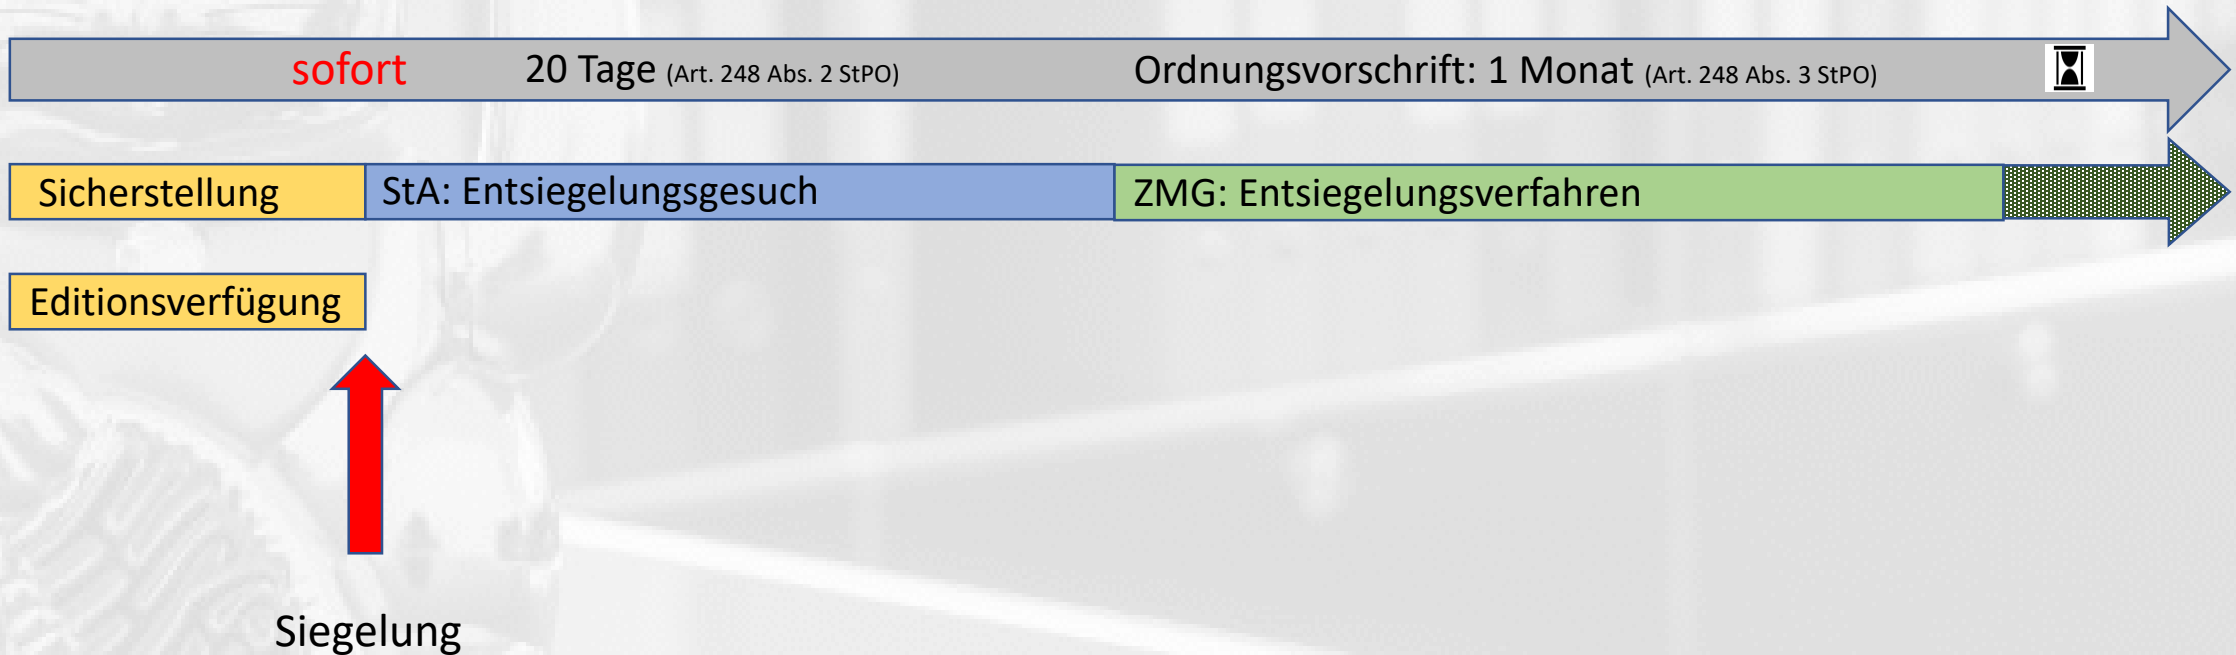 sofort 20 Tage (Art. 248 Abs. 2 StPO) Ordnungsvorschrift: 1 Monat (Art. 248 Abs. 3 StPO)
Sicherstellung StA: Entsiegelungsgesuch ZMG: Entsiegelungsverfahren
Editionsverfügung
Siegelung